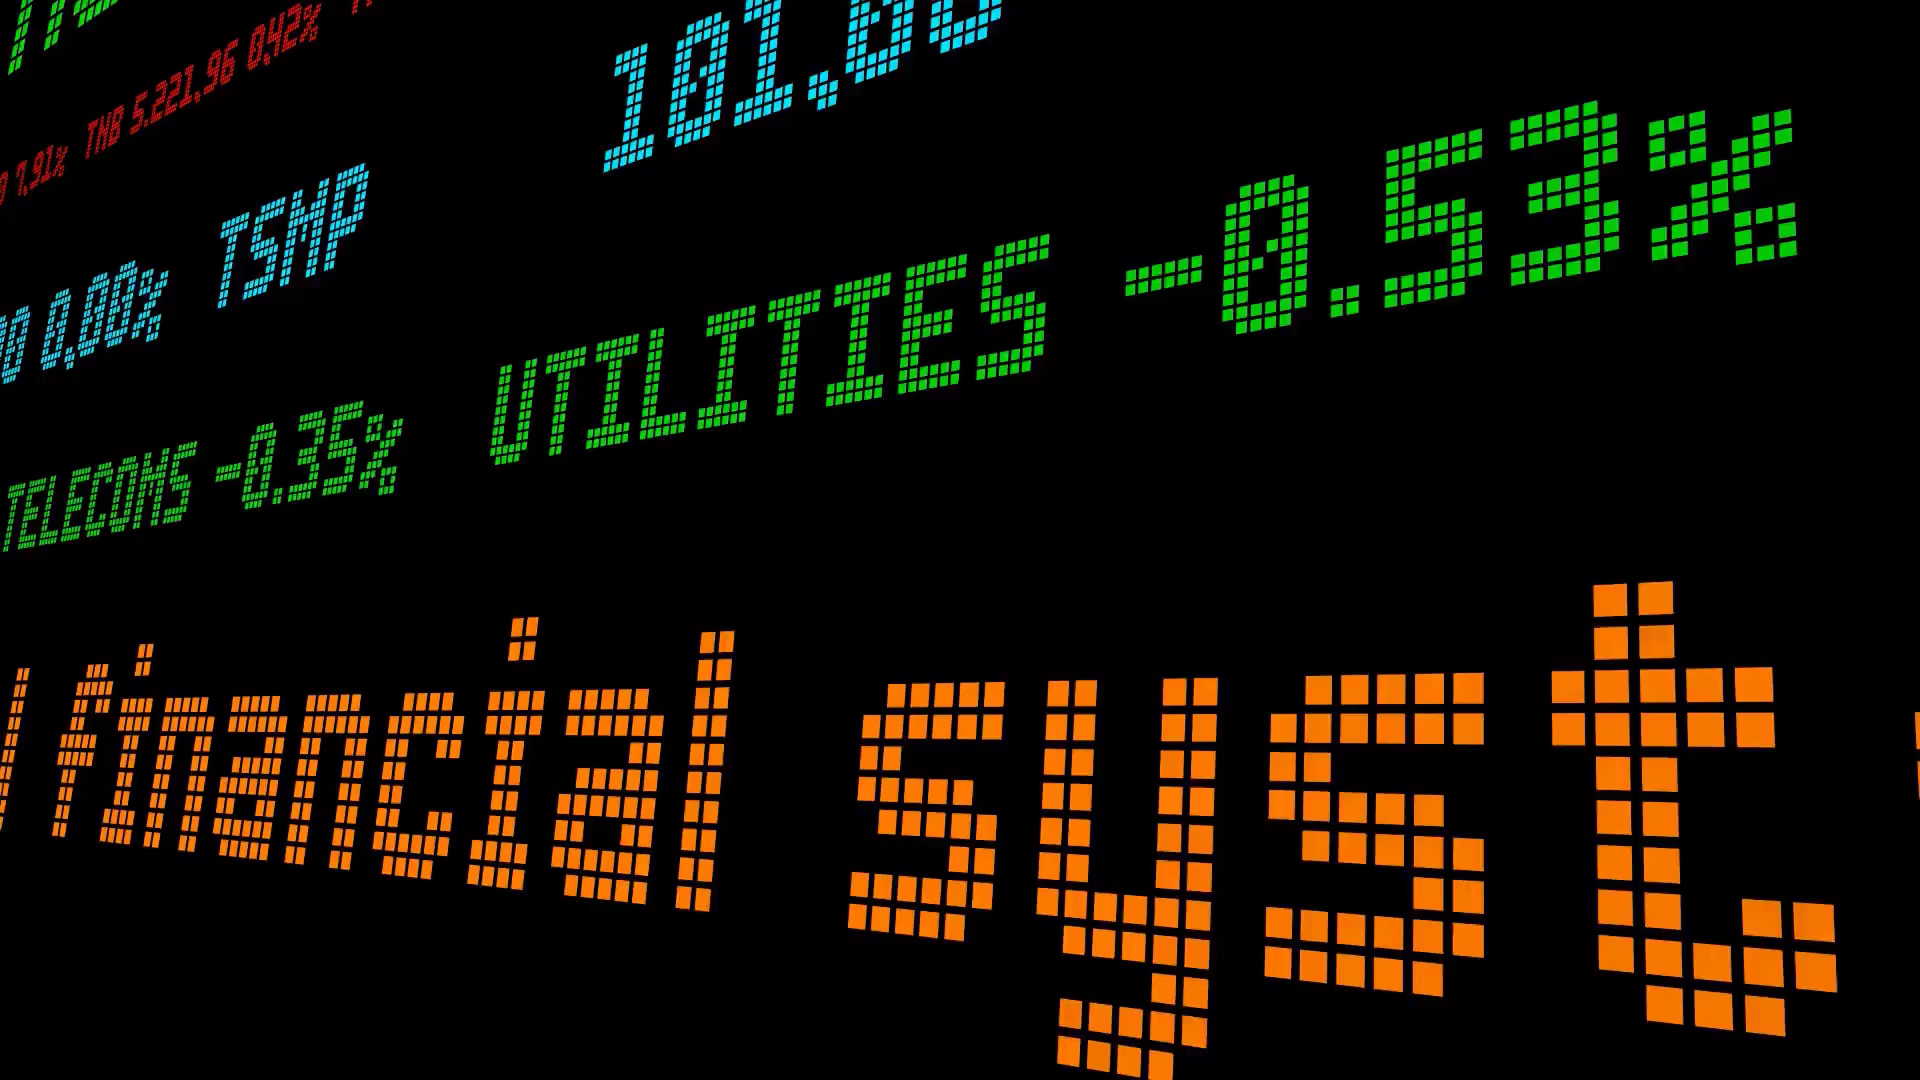 TNB 5.221,96 0,42%
7,91%
101,00
0,00% TSMP
TELECOMS -0.35% UTILITIES -0.53%
financial syst